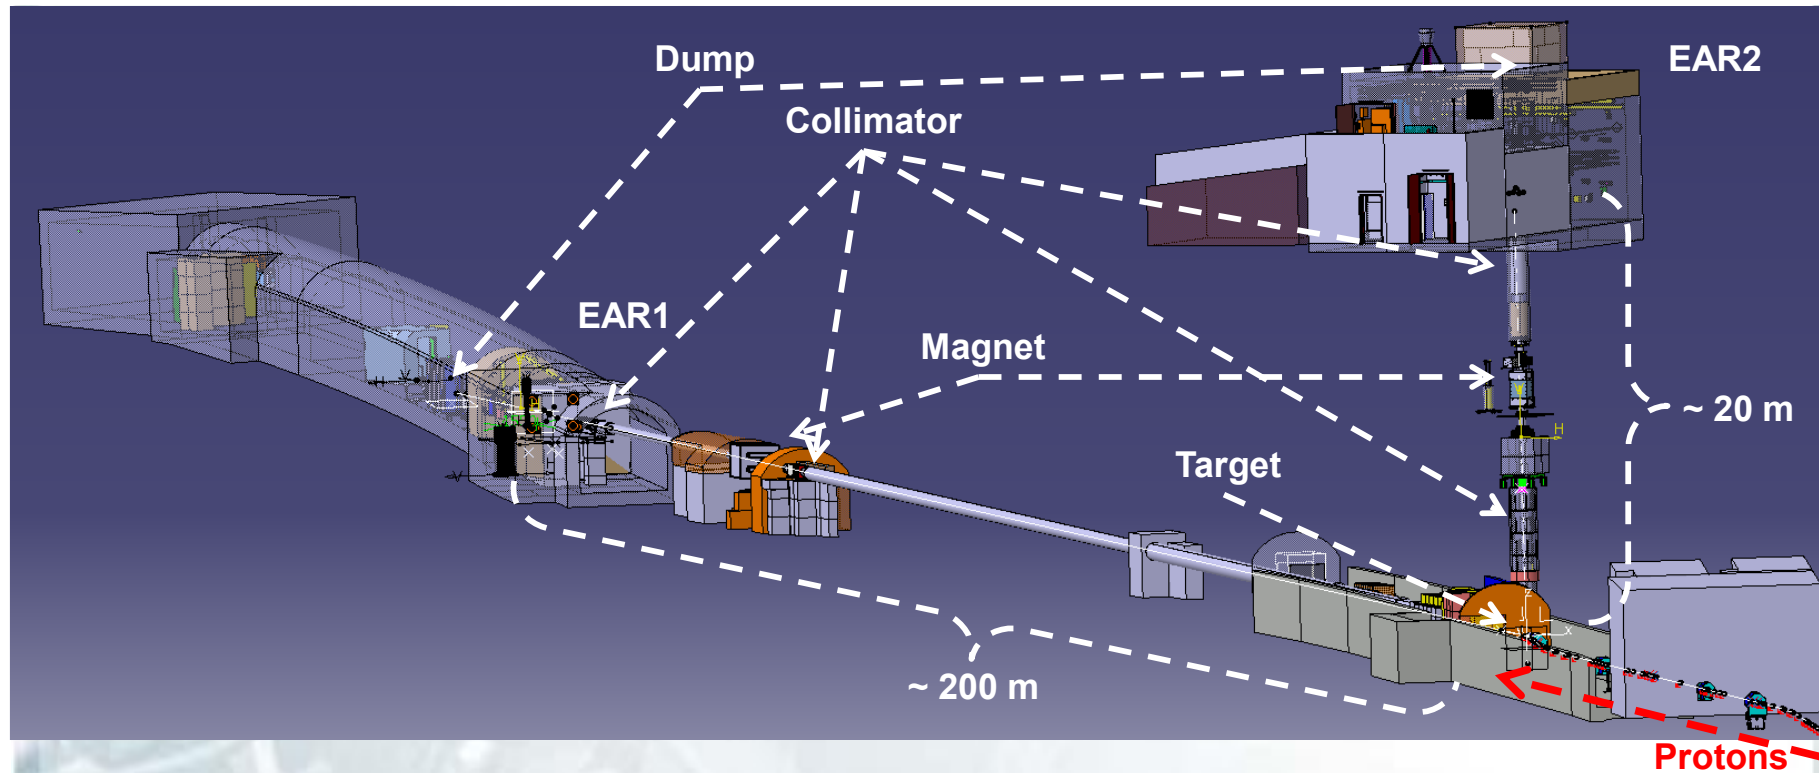 Dump
EAR2
Collimator
EAR1
Magnet
~ 20 m
H
Target
~ 200 m
Protons